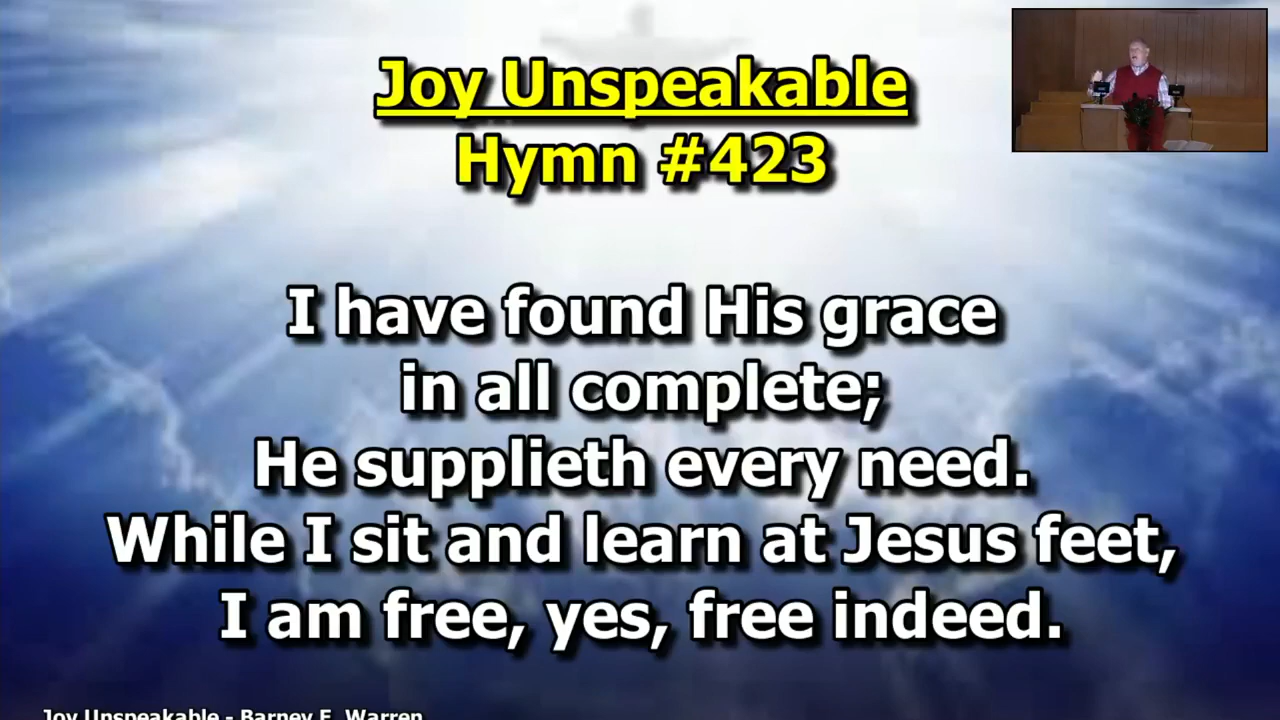 Joy Unspeakable
Hymn #423
I have found His grace
in all complete;
He supplieth every need.
While I sit and learn at Jesus feet,
I am free, yes, free indeed.
Joy Unspeakable - Barney E. Warren